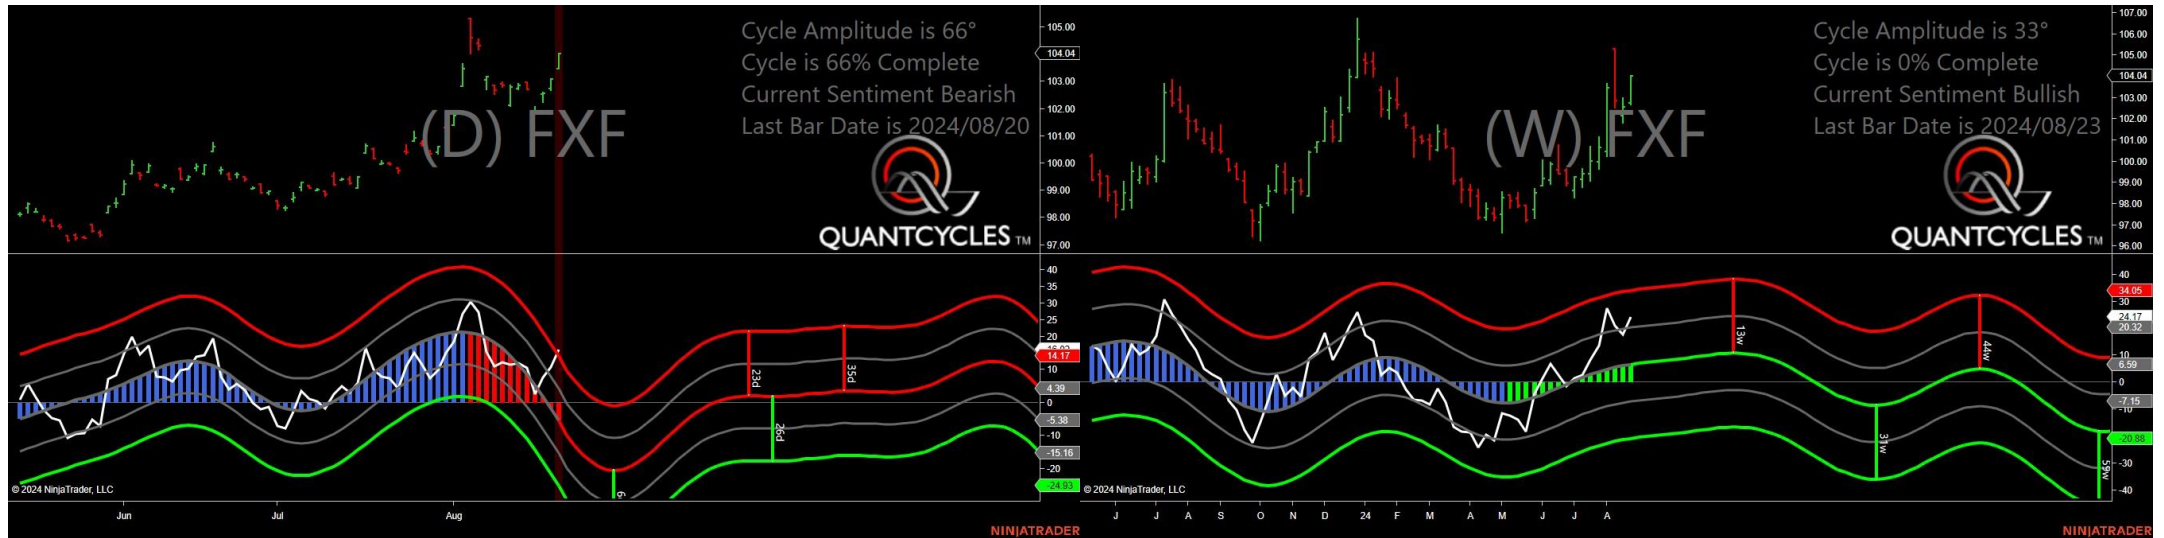 Cycle Amplitude is 66°
Cycle is 66% Complete
Current Sentiment Bearish
Last Bar Date is 2024/08/20
(D) FXF
QUANTCYCLES TM
105.00
104.04
103.00
102.00
101.00
100.00
99.00
98.00
97.00
40
35
30
25
20
14.17
10
4.39
0
-5.38
-10
-15.16
-20
-24.93
23d
35d
26d
6
© 2024 NinjaTrader, LLC
Jun Jul Aug
NINJATRADER
Cycle Amplitude is 33°
Cycle is 0% Complete
Current Sentiment Bullish
Last Bar Date is 2024/08/23
(W) FXF
QUANTCYCLES TM
107.00
106.00
105.00
104.04
103.00
102.00
101.00
100.00
99.00
98.00
97.00
96.00
40
34.05
30
24.17
20.32
10
6.59
0
-7.15
-10
-20.88
-30
-40
13w
44w
31w
59w
© 2024 NinjaTrader, LLC
J J A S O N D 24 F M A M J J A
NINJATRADER